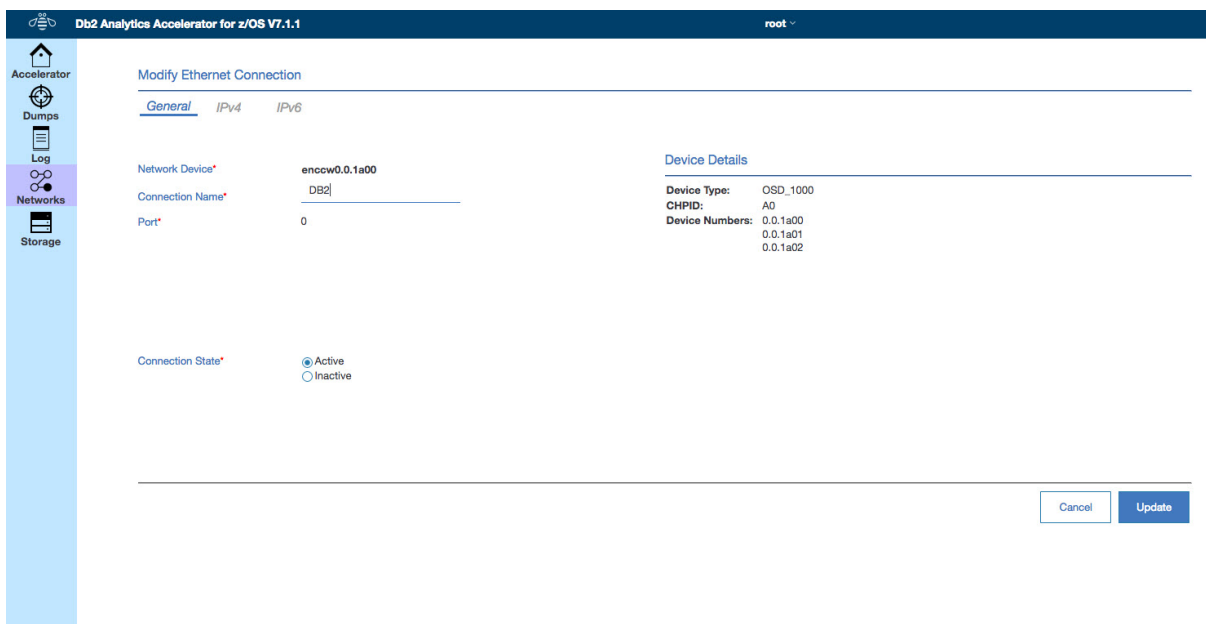 Db2 Analytics Accelerator for z/OS V7.1.1 root
Accelerator
Dumps
Log
Networks
Storage
Modify Ethernet Connection
General IPv4 IPv6
Network Device* enccw0.0.1a00
Connection Name* DB2
Port* 0
Connection State* Active
Inactive
Device Details
Device Type: OSD_1000
CHPID: A0
Device Numbers: 0.0.1a00
0.0.1a01
0.0.1a02
Cancel Update